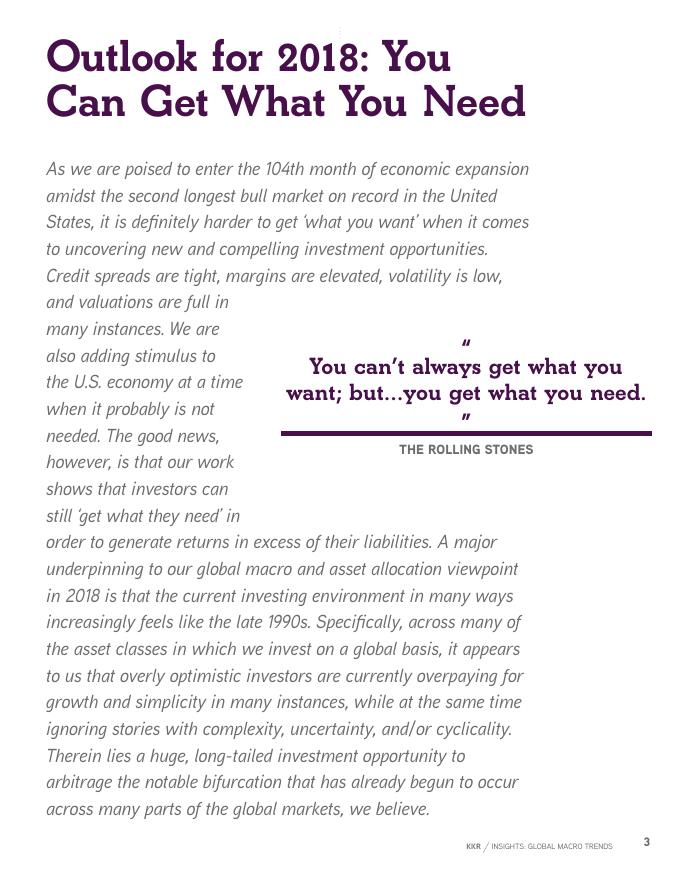 Outlook for 2018: You
Can Get What You Need
As we are poised to enter the 104th month of economic expansion
amidst the second longest bull market on record in the United
States, it is definitely harder to get ‘what you want’ when it comes
to uncovering new and compelling investment opportunities.
Credit spreads are tight, margins are elevated, volatility is low,
and valuations are full in
many instances. We are
also adding stimulus to
the U.S. economy at a time
when it probably is not
needed. The good news,
however, is that our work
shows that investors can
still ‘get what they need’ in
order to generate returns in excess of their liabilities. A major
underpinning to our global macro and asset allocation viewpoint
in 2018 is that the current investing environment in many ways
increasingly feels like the late 1990s. Specifically, across many of
the asset classes in which we invest on a global basis, it appears
to us that overly optimistic investors are currently overpaying for
growth and simplicity in many instances, while at the same time
ignoring stories with complexity, uncertainty, and/or cyclicality.
Therein lies a huge, long-tailed investment opportunity to
arbitrage the notable bifurcation that has already begun to occur
across many parts of the global markets, we believe.
“
You can’t always get what you
want; but...you get what you need.
”
THE ROLLING STONES
KKR / INSIGHTS: GLOBAL MACRO TRENDS 3